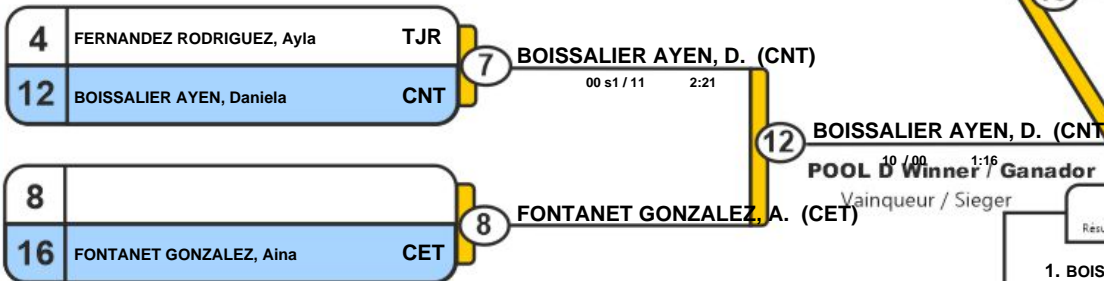 4 FERNANDEZ RODRIGUEZ, Ayla TJR
12 BOISSALIER AYEN, Daniela CNT
7 BOISSALIER AYEN, D. (CNT)
00 s1 / 11 2:21
12 BOISSALIER AYEN, D. (CNT
10 / 00 1:16
POOL D Winner / Ganador
Vainqueur / Sieger
8
16 FONTANET GONZALEZ, Aina CET
8 FONTANET GONZALEZ, A. (CET)
1. BOIS